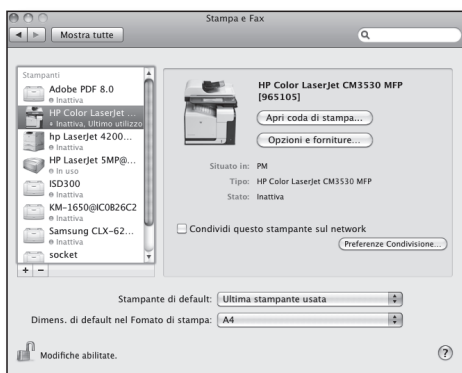 Stampa e Fax
Mostra tutte
Stampanti
Adobe PDF 8.0
Inattiva
HP Color LaserJet ...
Inattiva, Ultimo utilizzo
hp LaserJet 4200...
Inattiva
HP LaserJet 5MP@...
In uso
ISD300
Inattiva
KM-1650@IC0B26C2
Inattiva
Samsung CLX-62...
Inattiva
socket
+ −
HP Color LaserJet CM3530 MFP
[965105]
Apri coda di stampa...
Opzioni e forniture...
Situato in: PM
Tipo: HP Color LaserJet CM3530 MFP
Stato: Inattiva
Condividi questo stampante sul network
Preferenze Condivisione...
Stampante di default: Ultima stampante usata
Dimens. di default nel Fomato di stampa: A4
Modifiche abilitate.
?